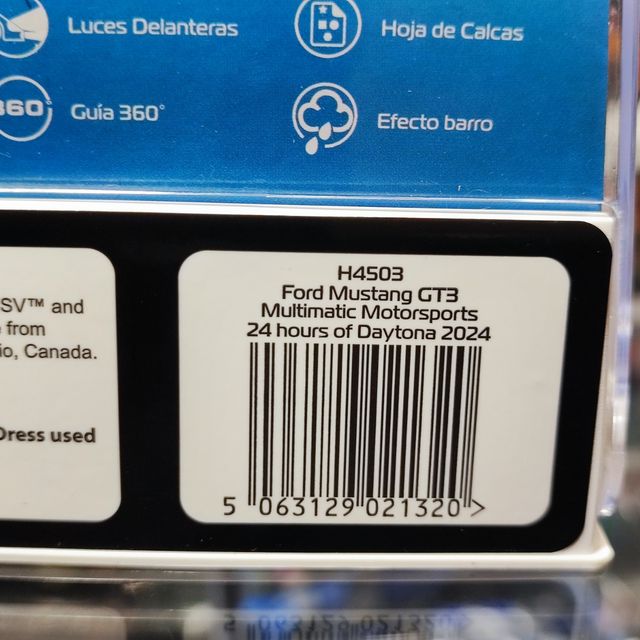 Luces Delanteras
Hoja de Calcas
360°
Guía 360°
Efecto barro
SV™ and
from
io, Canada.
Dress used
H4503
Ford Mustang GT3
Multimatic Motorsports
24 hours of Daytona 2024
5 063129 021320 >